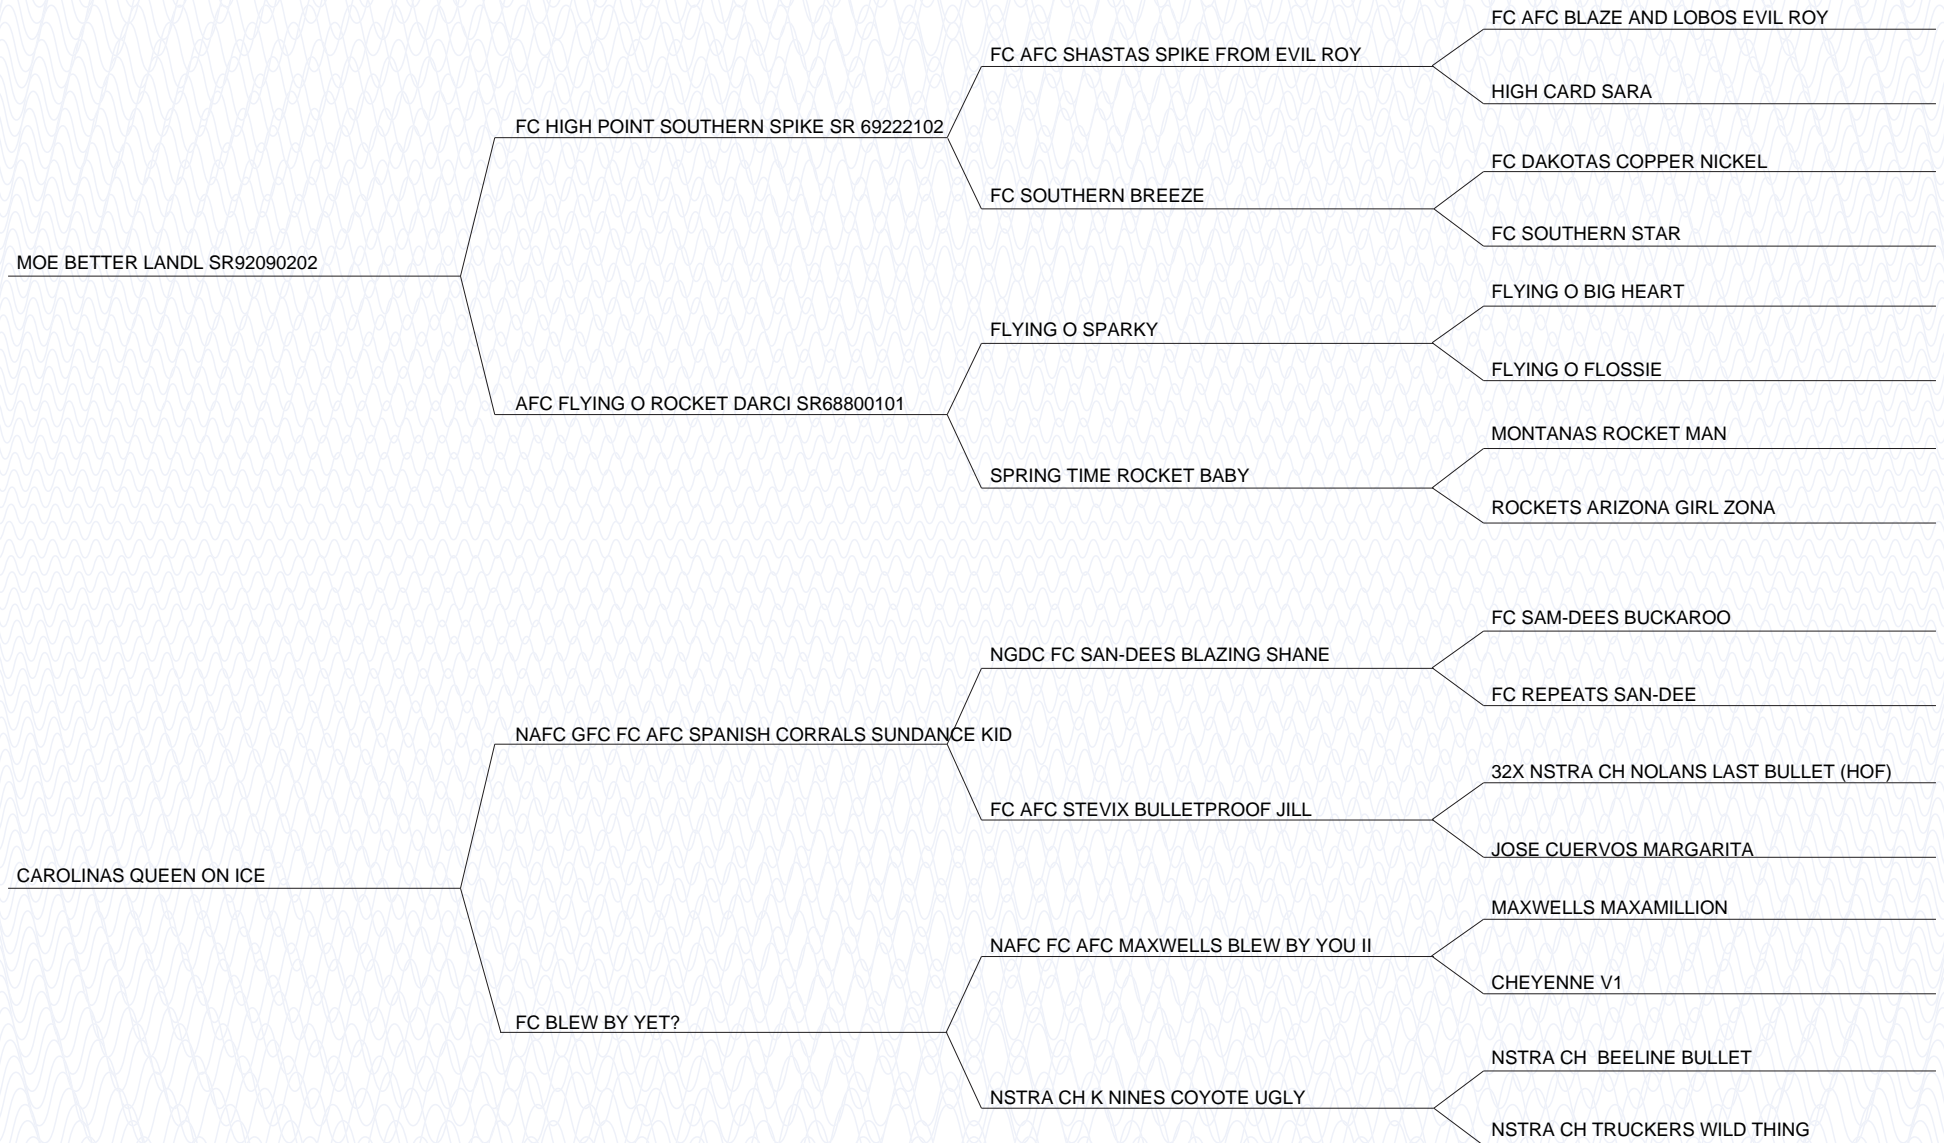 FC AFC BLAZE AND LOBOS EVIL ROY
FC AFC SHASTAS SPIKE FROM EVIL ROY
HIGH CARD SARA
FC HIGH POINT SOUTHERN SPIKE SR 69222102
FC DAKOTAS COPPER NICKEL
FC SOUTHERN BREEZE
FC SOUTHERN STAR
MOE BETTER LANDL SR92090202
FLYING O BIG HEART
FLYING O SPARKY
FLYING O FLOSSIE
AFC FLYING O ROCKET DARCI SR68800101
MONTANAS ROCKET MAN
SPRING TIME ROCKET BABY
ROCKETS ARIZONA GIRL ZONA
FC SAM-DEES BUCKAROO
NGDC FC SAN-DEES BLAZING SHANE
FC REPEATS SAN-DEE
NAFC GFC FC AFC SPANISH CORRALS SUNDANCE KID
32X NSTRA CH NOLANS LAST BULLET (HOF)
FC AFC STEVIX BULLETPROOF JILL
JOSE CUERVOS MARGARITA
CAROLINAS QUEEN ON ICE
MAXWELLS MAXAMILLION
NAFC FC AFC MAXWELLS BLEW BY YOU II
CHEYENNE V1
FC BLEW BY YET?
NSTRA CH  BEELINE BULLET
NSTRA CH K NINES COYOTE UGLY
NSTRA CH TRUCKERS WILD THING